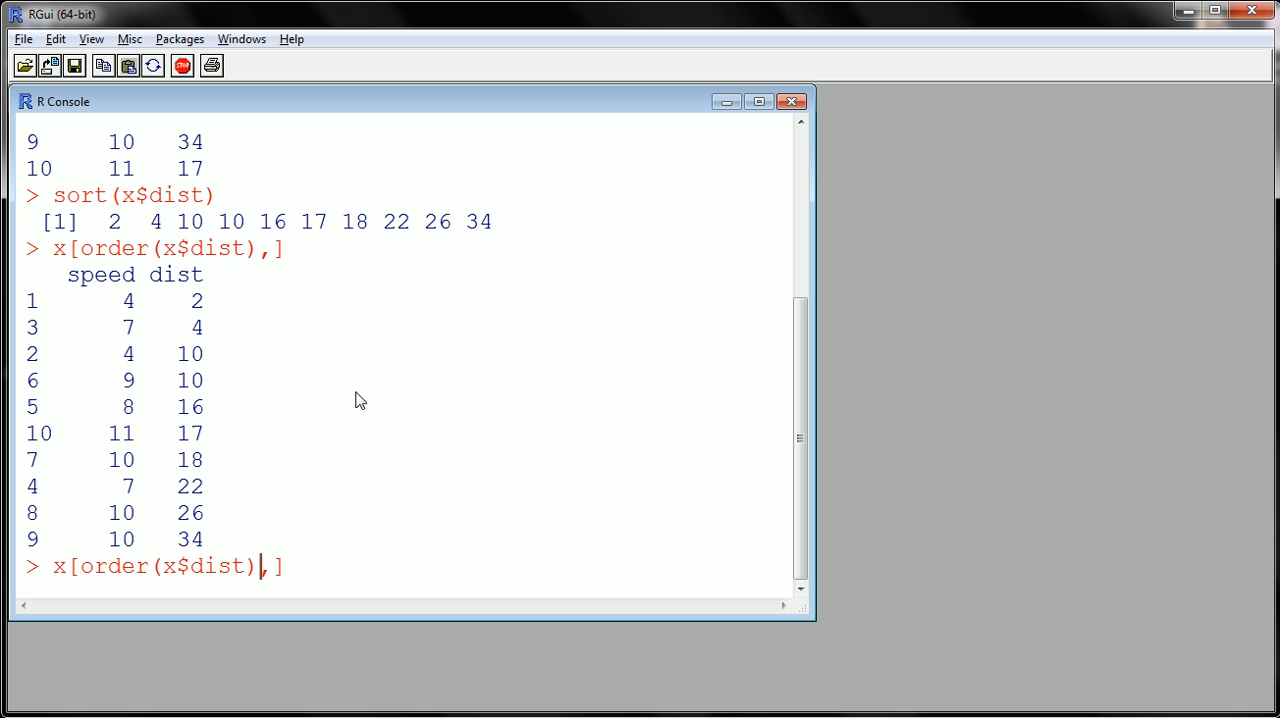 RGui (64-bit)
File Edit View Misc Packages Windows Help
R Console
9 10 34
10 11 17
> sort(x$dist)
[1] 2 4 10 10 16 17 18 22 26 34
> x[order(x$dist),]
speed dist
1 4 2
3 7 4
2 4 10
6 9 10
5 8 16
10 11 17
7 10 18
4 7 22
8 10 26
9 10 34
> x[order(x$dist),]